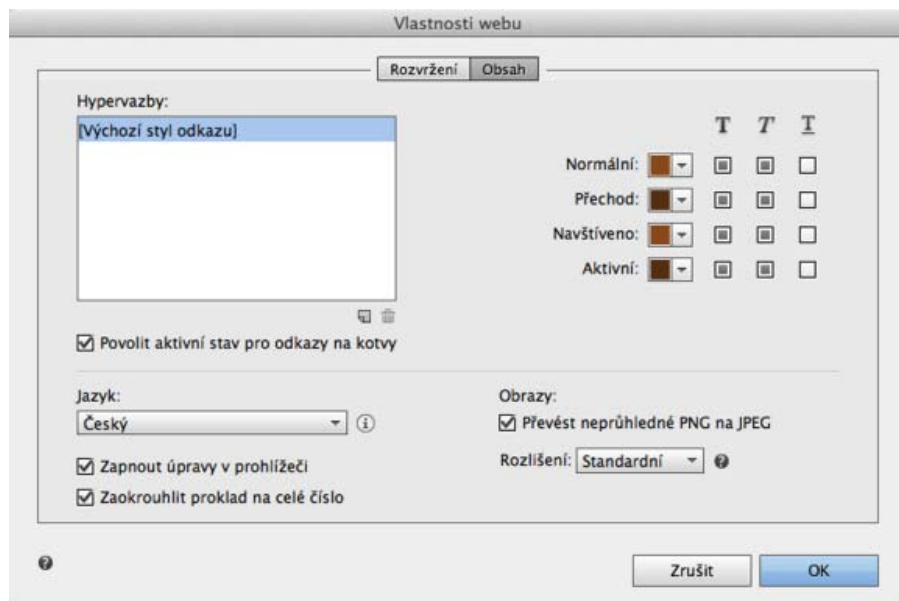 Vlastnosti webu
Rozvržení Obsah
Hypervazby:
[Výchozí styl odkazu]
T T T
Normální:
Přechod:
Navštíveno:
Aktivní:
Povolit aktivní stav pro odkazy na kotvy
Jazyk:
Český
Zapnout úpravy v prohlížeči
Zaokrouhlit proklad na celé číslo
Obrazy:
Převést neprůhledné PNG na JPEG
Rozlišení: Standardní
Zrušit OK